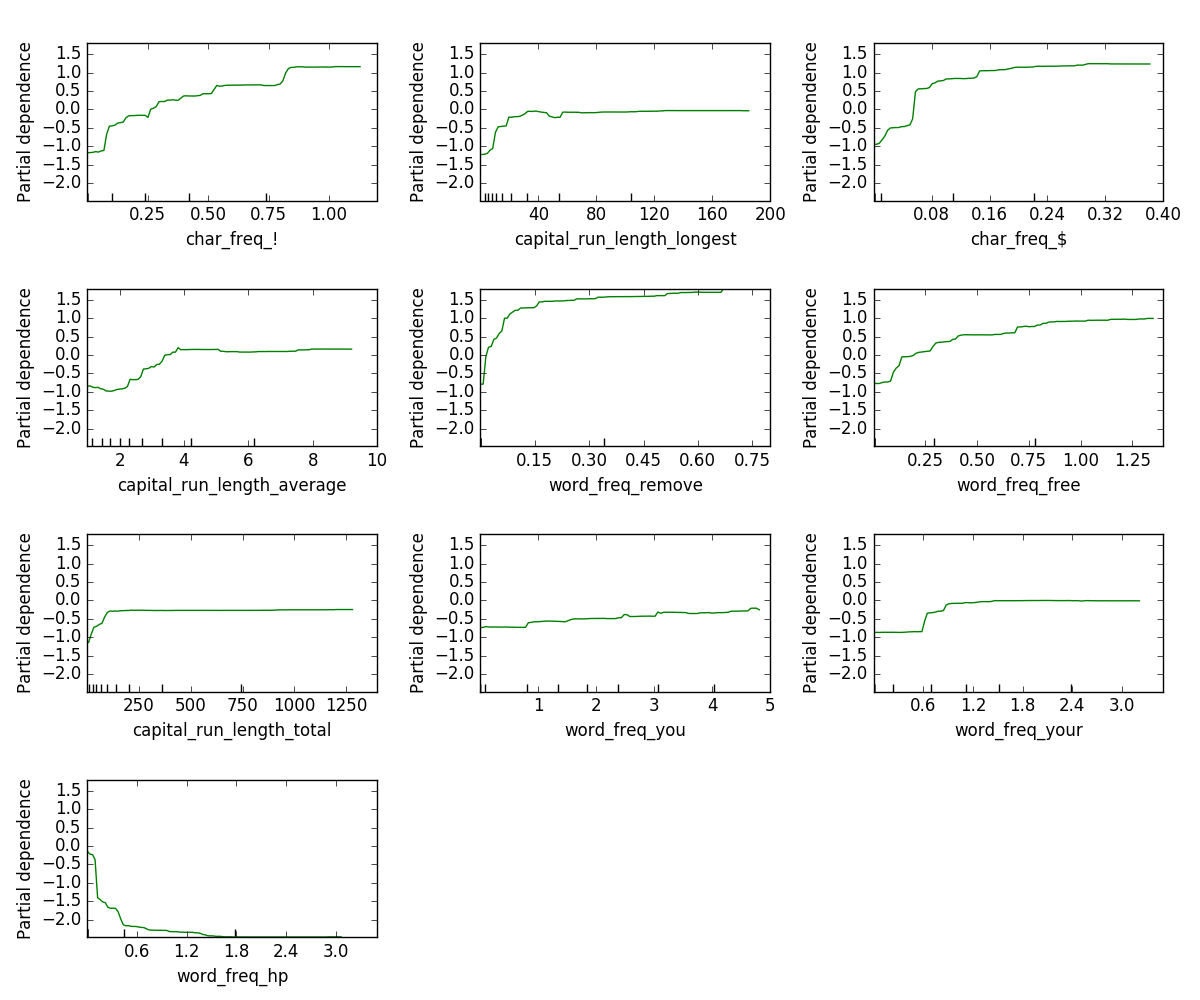 Partial dependence
1.5
1.0
0.5
0.0
−0.5
−1.0
−1.5
−2.0
0.25 0.50 0.75 1.00
char_freq_!
Partial dependence
1.5
1.0
0.5
0.0
−0.5
−1.0
−1.5
−2.0
40 80 120 160 200
capital_run_length_longest
Partial dependence
1.5
1.0
0.5
0.0
−0.5
−1.0
−1.5
−2.0
0.08 0.16 0.24 0.32 0.40
char_freq_$
Partial dependence
1.5
1.0
0.5
0.0
−0.5
−1.0
−1.5
−2.0
2 4 6 8 10
capital_run_length_average
Partial dependence
1.5
1.0
0.5
0.0
−0.5
−1.0
−1.5
−2.0
0.15 0.30 0.45 0.60 0.75
word_freq_remove
Partial dependence
1.5
1.0
0.5
0.0
−0.5
−1.0
−1.5
−2.0
0.25 0.50 0.75 1.00 1.25
word_freq_free
Partial dependence
1.5
1.0
0.5
0.0
−0.5
−1.0
−1.5
−2.0
250 500 750 1000 1250
capital_run_length_total
Partial dependence
1.5
1.0
0.5
0.0
−0.5
−1.0
−1.5
−2.0
1 2 3 4 5
word_freq_you
Partial dependence
1.5
1.0
0.5
0.0
−0.5
−1.0
−1.5
−2.0
0.6 1.2 1.8 2.4 3.0
word_freq_your
Partial dependence
1.5
1.0
0.5
0.0
−0.5
−1.0
−1.5
−2.0
0.6 1.2 1.8 2.4 3.0
word_freq_hp